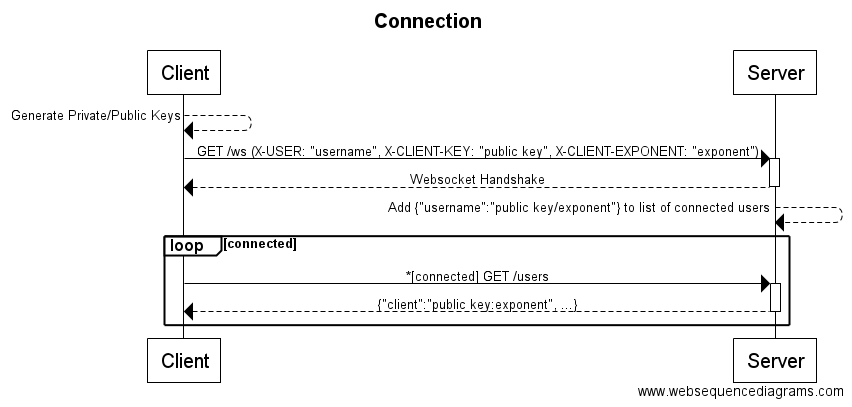 Connection
Client
Server
Generate Private/Public Keys
GET /ws (X-USER: "username", X-CLIENT-KEY: "public key", X-CLIENT-EXPONENT: "exponent")
Websocket Handshake
Add {"username":"public key/exponent"} to list of connected users
loop [connected]
*[connected] GET /users
{"client":"public key:exponent", ...}
Client
Server
www.websequencediagrams.com